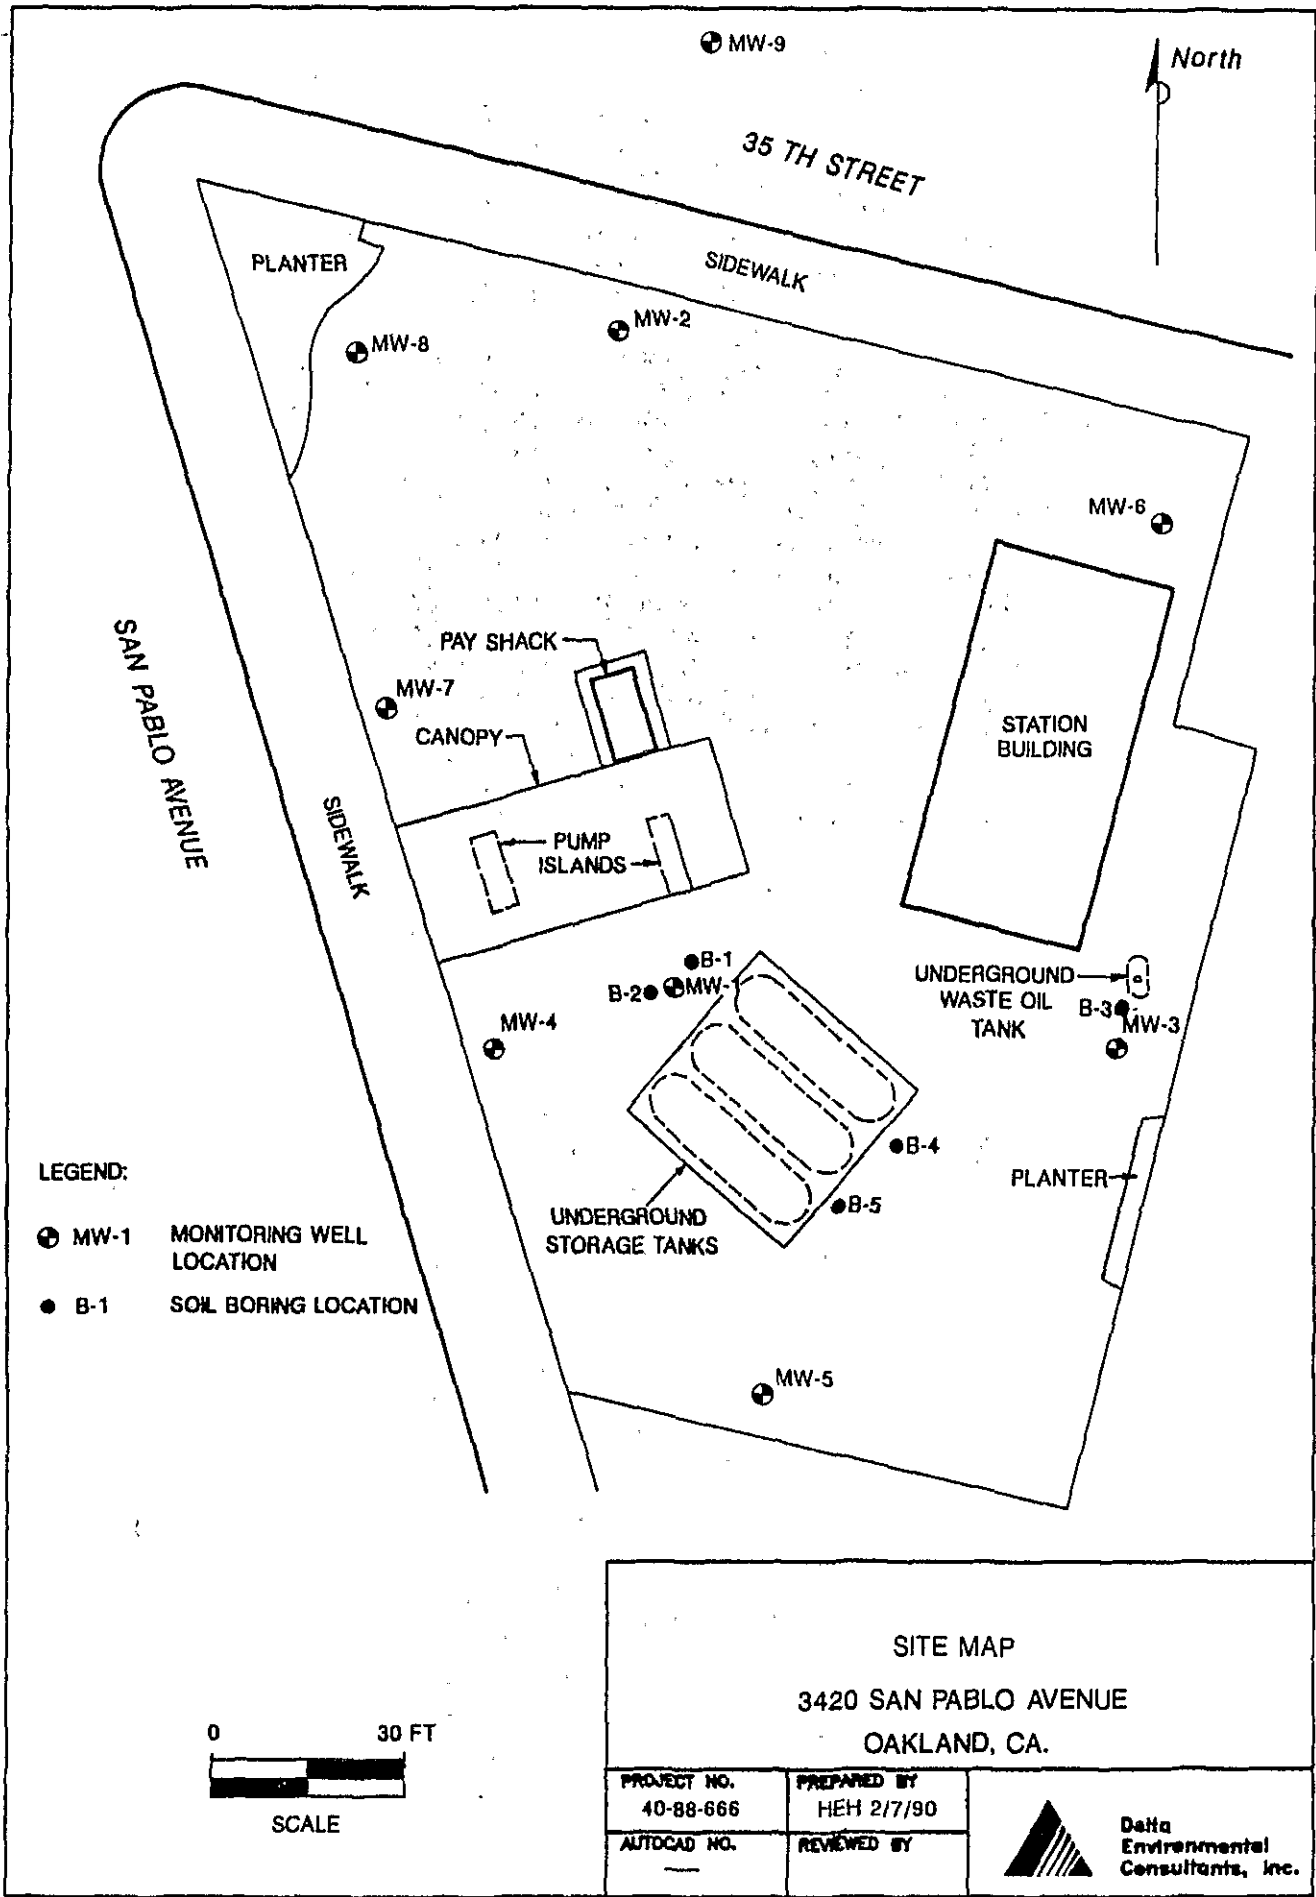 MW-9
North
35 TH STREET
SIDEWALK
PLANTER
MW-2
MW-8
MW-6
SAN PABLO AVENUE
PAY SHACK
MW-7
CANOPY
STATION
BUILDING
SIDEWALK
PUMP
ISLANDS
B-1
B-2
MW-1
UNDERGROUND
WASTE OIL
TANK
B-3
MW-3
MW-4
B-4
PLANTER
B-5
UNDERGROUND
STORAGE TANKS
LEGEND:
MW-1 MONITORING WELL
LOCATION
B-1 SOIL BORING LOCATION
MW-5
SITE MAP
3420 SAN PABLO AVENUE
OAKLAND, CA.
0 30 FT
SCALE
PROJECT NO.
40-88-666
PREPARED BY
HEH 2/7/90
AUTOCAD NO.
—
REVIEWED BY
Delta
Environmental
Consultants, Inc.